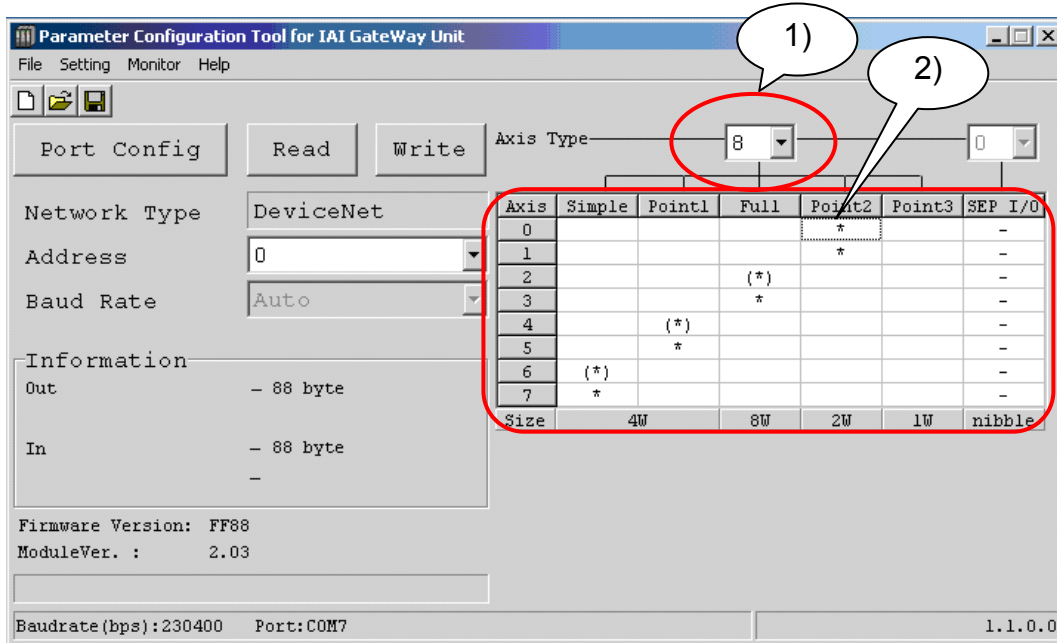 Parameter Configuration Tool for IAI GateWay Unit
1)
2)
File Setting Monitor Help
Port Config Read Write
Axis Type 8 0
Network Type DeviceNet
Address 0
Baud Rate Auto
Axis Simple Point1 Full Point2 Point3 SEP I/O
0 * -
1 * -
2 (*) -
3 * -
4 (*) -
5 * -
6 (*) -
7 * -
Size 4W 8W 2W 1W nibble
Information
Out - 88 byte
In - 88 byte
-
Firmware Version: FF88
ModuleVer. : 2.03
Baudrate(bps):230400 Port:COM7 1.1.0.0